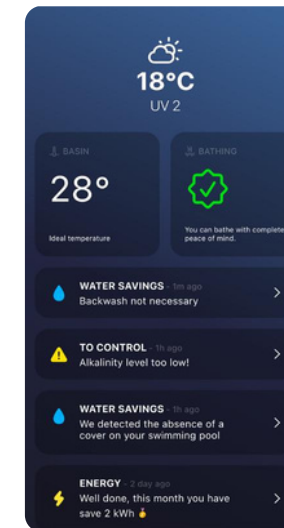 18°C
UV 2
BASIN
28°
Ideal temperature
BATHING
You can bathe with complete
peace of mind.
WATER SAVINGS - 1m ago
Backwash not necessary
TO CONTROL - 1h ago
Alkalinity level too low!
WATER SAVINGS - 1h ago
We detected the absence of a
cover on your swimming pool
ENERGY - 2 day ago
Well done, this month you have
save 2 kWh